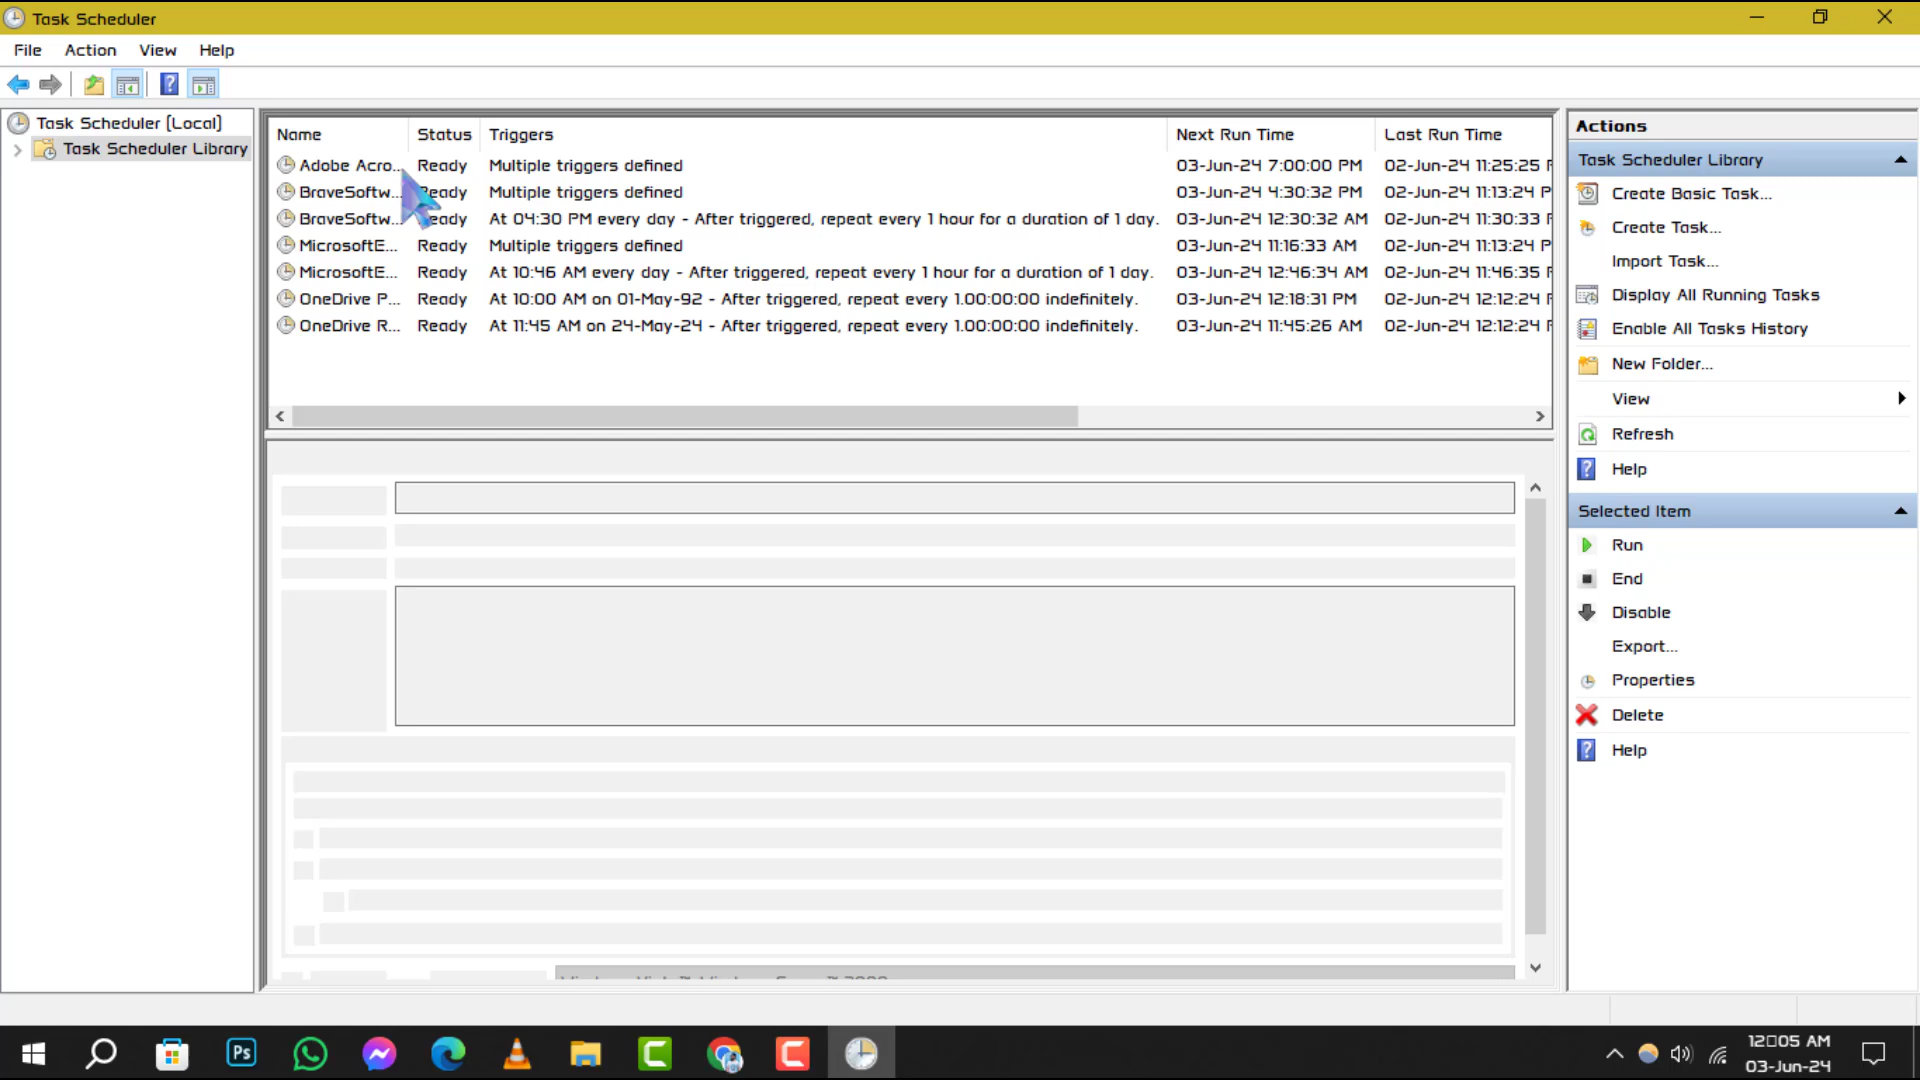 Task Scheduler
File Action View Help
Task Scheduler (Local)
Task Scheduler Library
Name Status Triggers Next Run Time Last Run Time
Adobe Acro... Ready Multiple triggers defined 03-Jun-24 7:00:00 PM 02-Jun-24 11:25:25
BraveSoftw... Ready Multiple triggers defined 03-Jun-24 4:30:32 PM 02-Jun-24 11:13:24 P
BraveSoftw... Ready At 04:30 PM every day - After triggered, repeat every 1 hour for a duration of 1 day. 03-Jun-24 12:30:32 AM 02-Jun-24 11:30:33
MicrosoftE... Ready Multiple triggers defined 03-Jun-24 11:16:33 AM 02-Jun-24 11:13:24 P
MicrosoftE... Ready At 10:46 AM every day - After triggered, repeat every 1 hour for a duration of 1 day. 03-Jun-24 12:46:34 AM 02-Jun-24 11:46:35
OneDrive P... Ready At 10:00 AM on 01-May-92 - After triggered, repeat every 1.00:00:00 indefinitely. 03-Jun-24 12:18:31 PM 02-Jun-24 12:12:24
OneDrive R... Ready At 11:45 AM on 24-May-24 - After triggered, repeat every 1.00:00:00 indefinitely. 03-Jun-24 11:45:26 AM 02-Jun-24 12:12:24
Actions
Task Scheduler Library
Create Basic Task...
Create Task...
Import Task...
Display All Running Tasks
Enable All Tasks History
New Folder...
View
Refresh
Help
Selected Item
Run
End
Disable
Export...
Properties
Delete
Help
Ps
12□05 AM
03-Jun-24